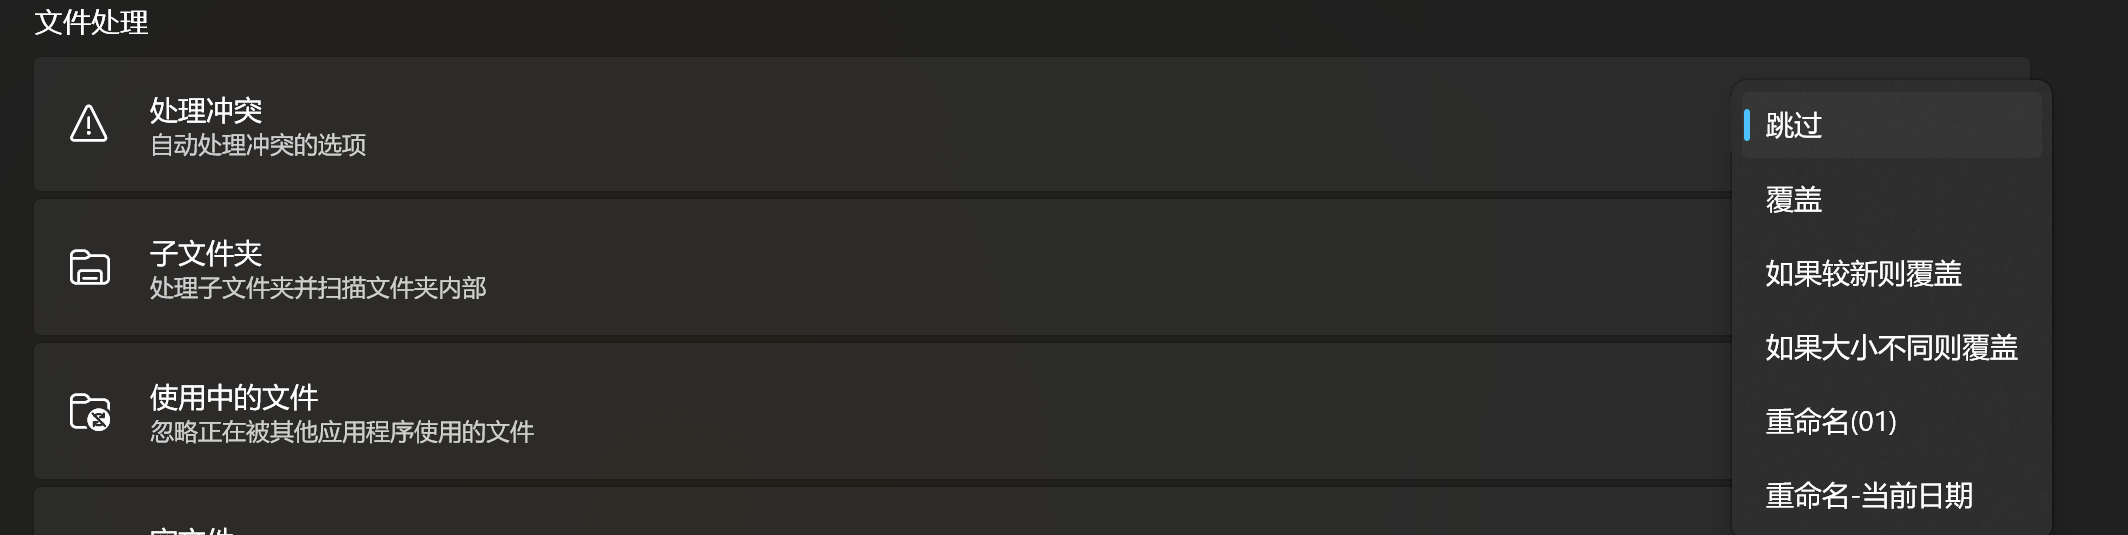 文件处理
处理冲突
自动处理冲突的选项
子文件夹
处理子文件夹并扫描文件夹内部
使用中的文件
忽略正在被其他应用程序使用的文件
跳过
覆盖
如果较新则覆盖
如果大小不同则覆盖
重命名(01)
重命名-当前日期